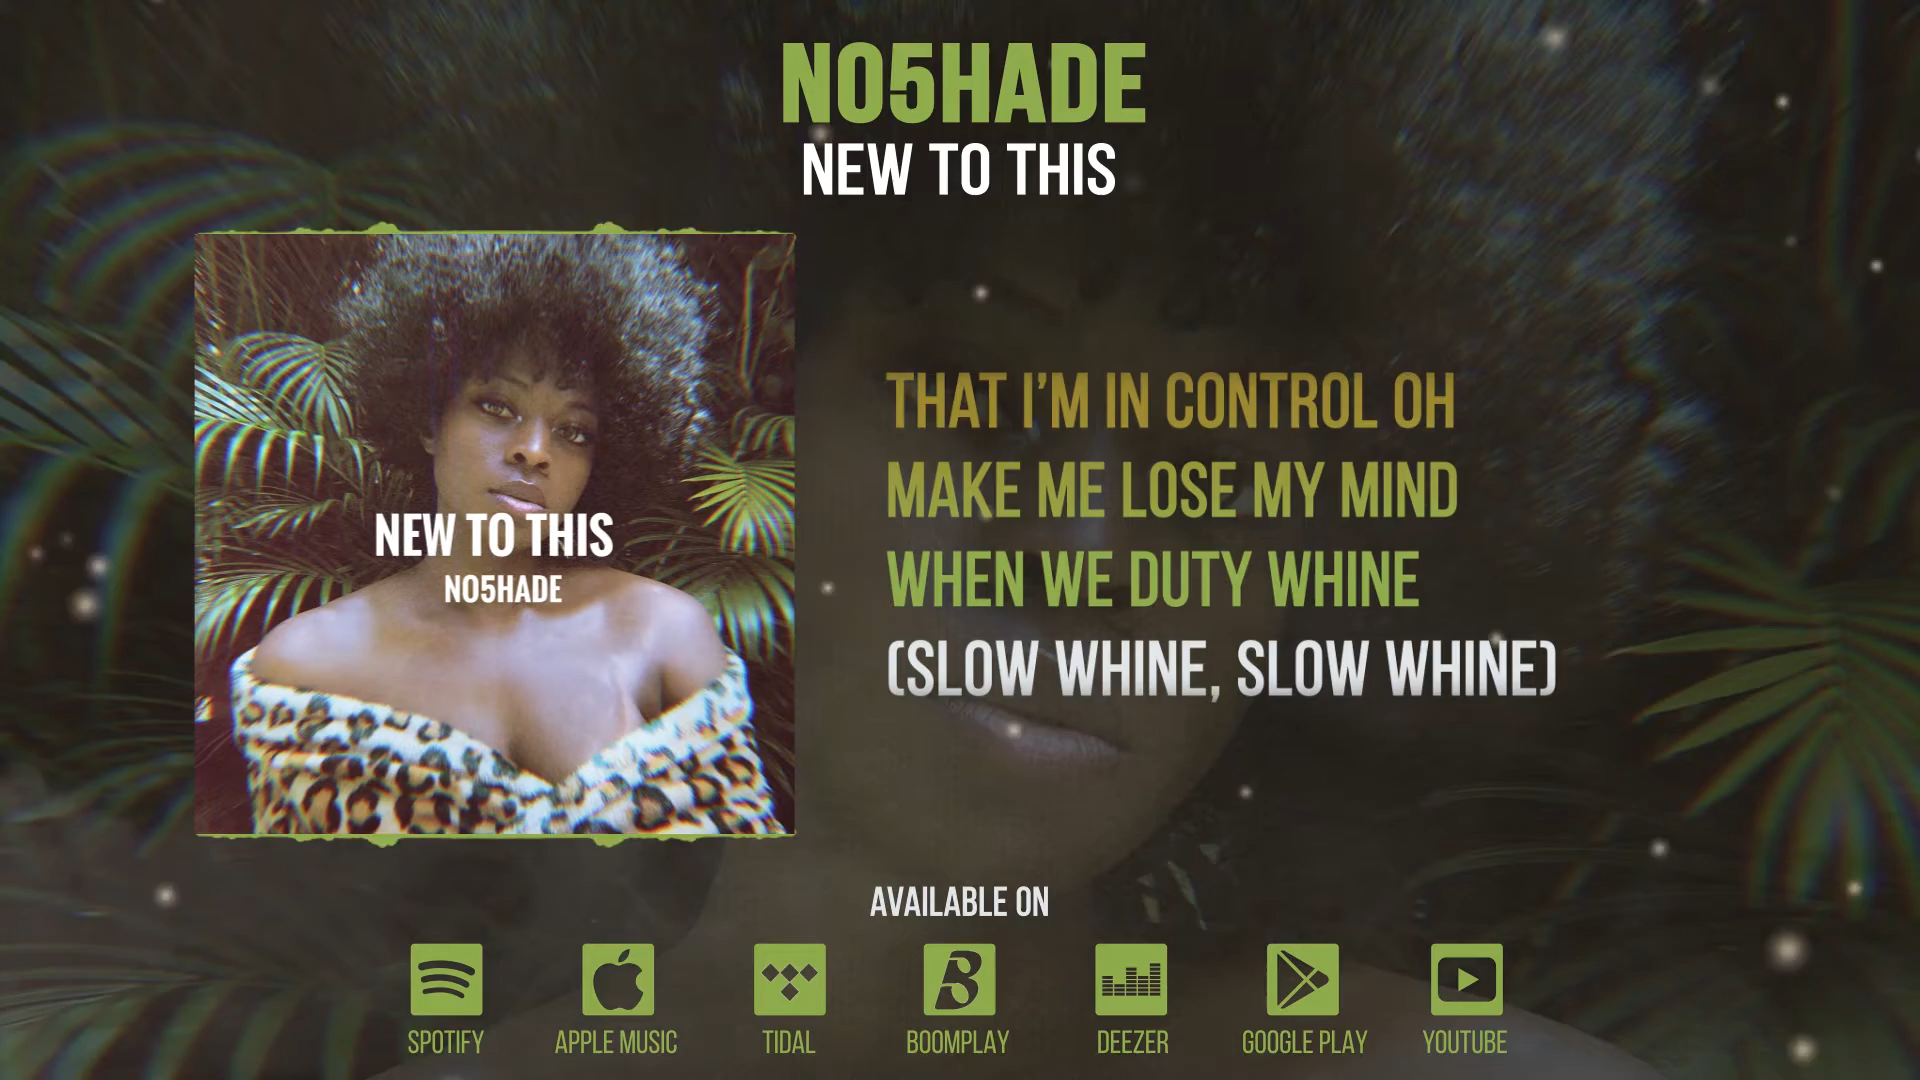 NO5HADE
NEW TO THIS
NEW TO THIS
NO5HADE
THAT I'M IN CONTROL OH
MAKE ME LOSE MY MIND
WHEN WE DUTY WHINE
(SLOW WHINE, SLOW WHINE)
AVAILABLE ON
SPOTIFY
APPLE MUSIC
TIDAL
BOOMPLAY
DEEZER
GOOGLE PLAY
YOUTUBE